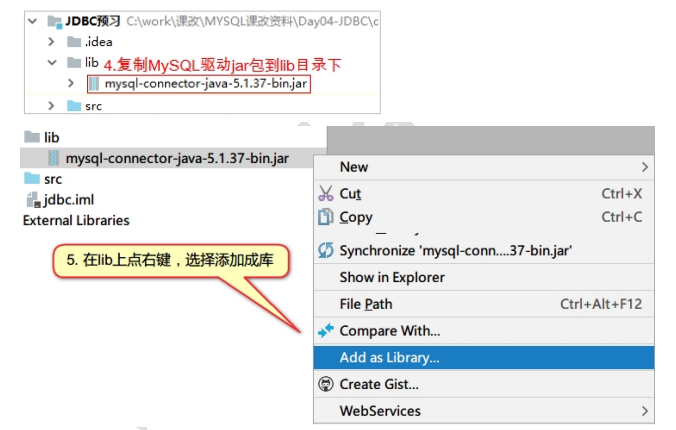 JDBC预习 C:\work\课改\MYSQL课改资料\Day04-JDBC\c
.idea
lib 4.复制MySQL驱动jar包到lib目录下
mysql-connector-java-5.1.37-bin.jar
src
lib
mysql-connector-java-5.1.37-bin.jar
src
jdbc.iml
External Libraries
5. 在lib上点右键，选择添加成库
New
Cut Ctrl+X
Copy Ctrl+C
Synchronize 'mysql-conn....37-bin.jar'
Show in Explorer
File Path Ctrl+Alt+F12
Compare With...
Add as Library...
Create Gist...
WebServices